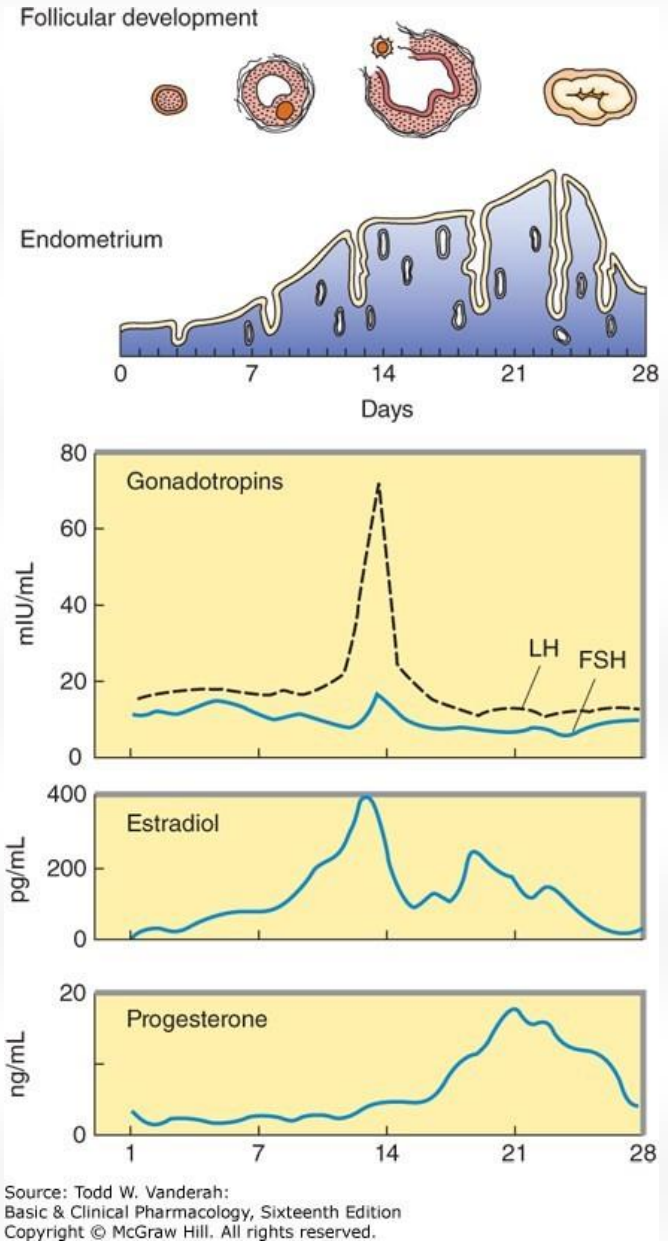 Follicular development
Endometrium
0 7 14 21 28
Days
80
Gonadotropins
60
mIU/mL
40
LH
FSH
20
0
400
Estradiol
pg/mL
200
0
20
Progesterone
ng/mL
0
1 7 14 21 28
Source: Todd W. Vanderah:
Basic & Clinical Pharmacology, Sixteenth Edition
Copyright © McGraw Hill. All rights reserved.